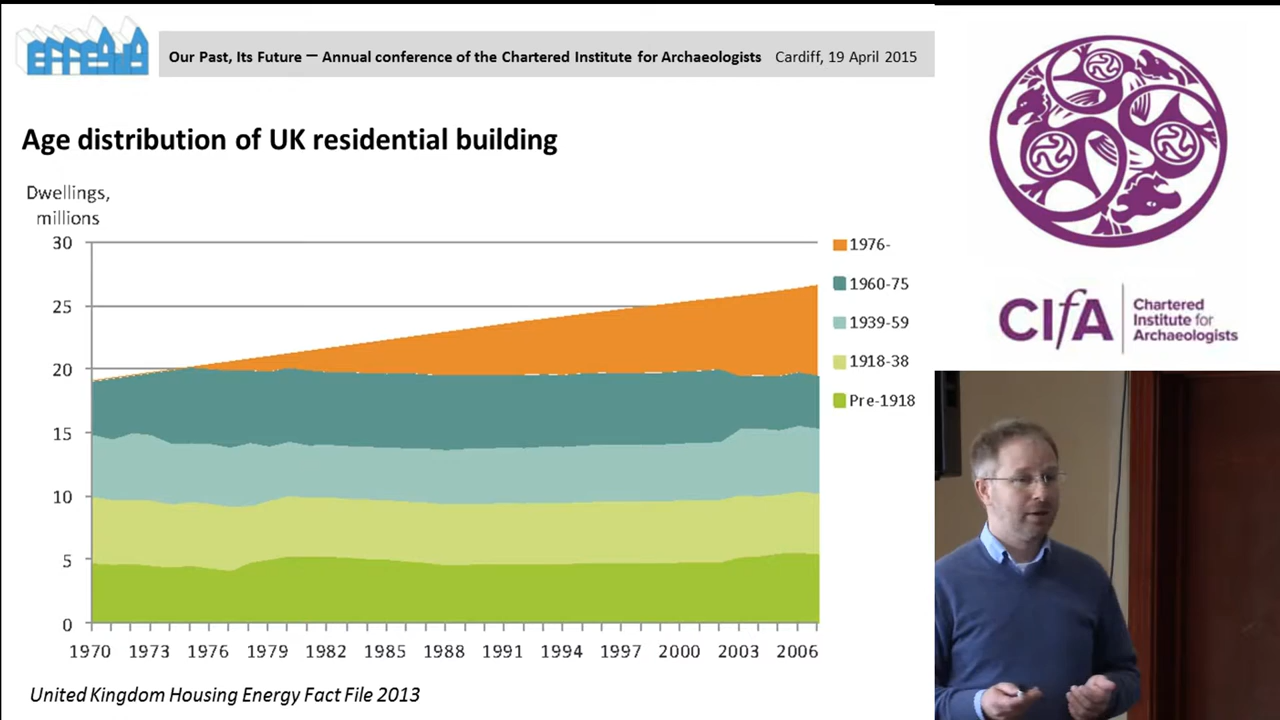 EFFESUS
Our Past, Its Future — Annual conference of the Chartered Institute for Archaeologists Cardiff, 19 April 2015
Age distribution of UK residential building
Dwellings,
millions
30
25
20
15
10
5
0
1970 1973 1976 1979 1982 1985 1988 1991 1994 1997 2000 2003 2006
1976-
1960-75
1939-59
1918-38
Pre-1918
United Kingdom Housing Energy Fact File 2013
CIfA
Chartered
Institute for
Archaeologists